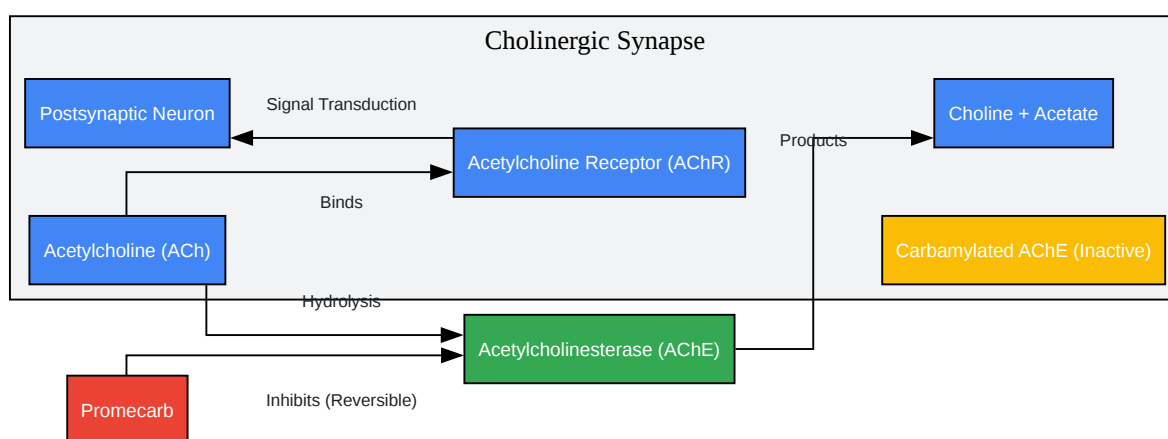 Cholinergic Synapse
Postsynaptic Neuron
Signal Transduction
Choline + Acetate
Products
Acetylcholine Receptor (AChR)
Binds
Acetylcholine (ACh)
Carbamylated AChE (Inactive)
Hydrolysis
Acetylcholinesterase (AChE)
Inhibits (Reversible)
Promecarb